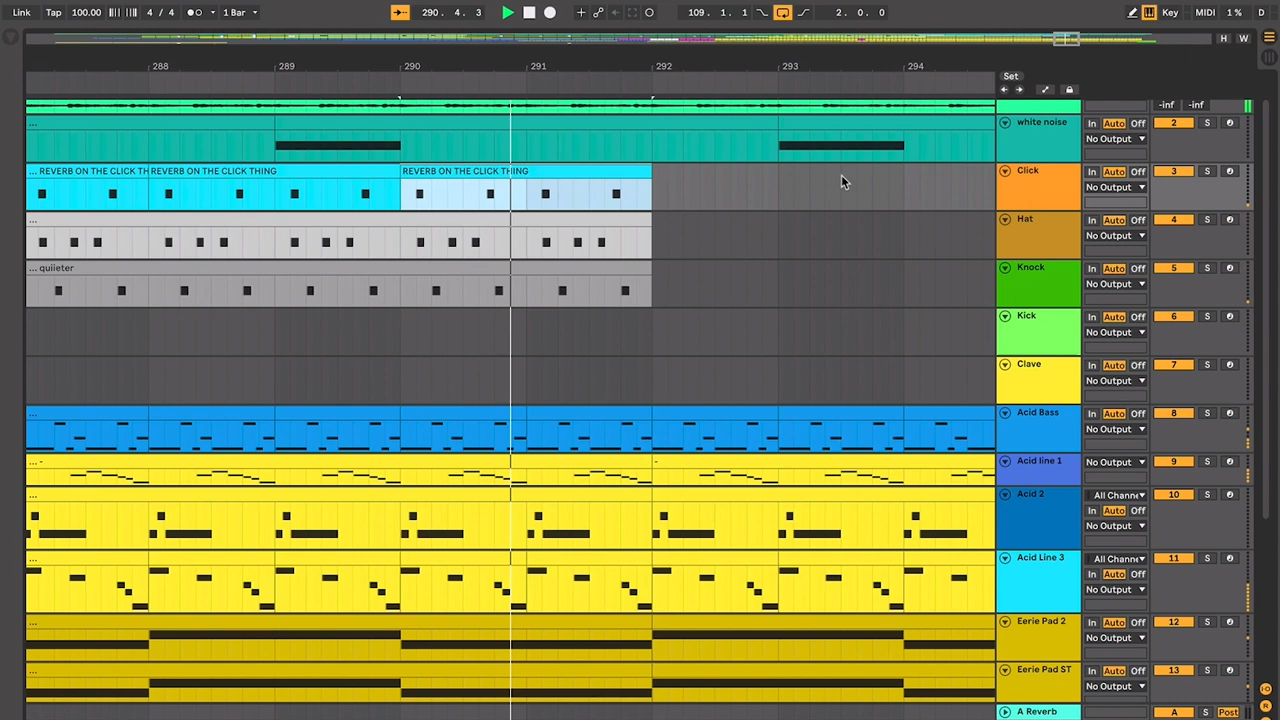 Link Tap 100.00 4 / 4 1 Bar 290. 4. 3 109. 1. 1 2. 0. 0 Key MIDI 1 % D
H W
288 289 290 291 292 293 294
Set
-inf -inf
... white noise In Auto Off 2 S
No Output
... REVERB ON THE CLICK TH REVERB ON THE CLICK THING REVERB ON THE CLICK THING Click In Auto Off 3 S
No Output
... Hat In Auto Off 4 S
No Output
... quiieter Knock In Auto Off 5 S
No Output
Kick In Auto Off 6 S
No Output
Clave In Auto Off 7 S
No Output
... Acid Bass In Auto Off 8 S
No Output
... - - Acid line 1 No Output 9 S
... Acid 2 All Channe 10 S
In Auto Off
No Output
... Acid Line 3 All Channe 11 S
In Auto Off
No Output
... Eerie Pad 2 In Auto Off 12 S
No Output
... Eerie Pad ST In Auto Off 13 S
No Output
A Reverb A S Post